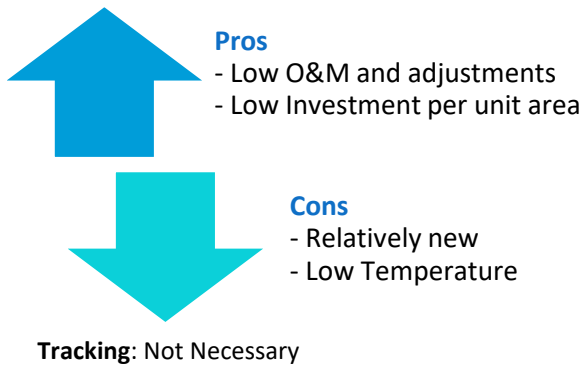 Pros
- Low O&M and adjustments
- Low Investment per unit area
Cons
- Relatively new
- Low Temperature
Tracking: Not Necessary